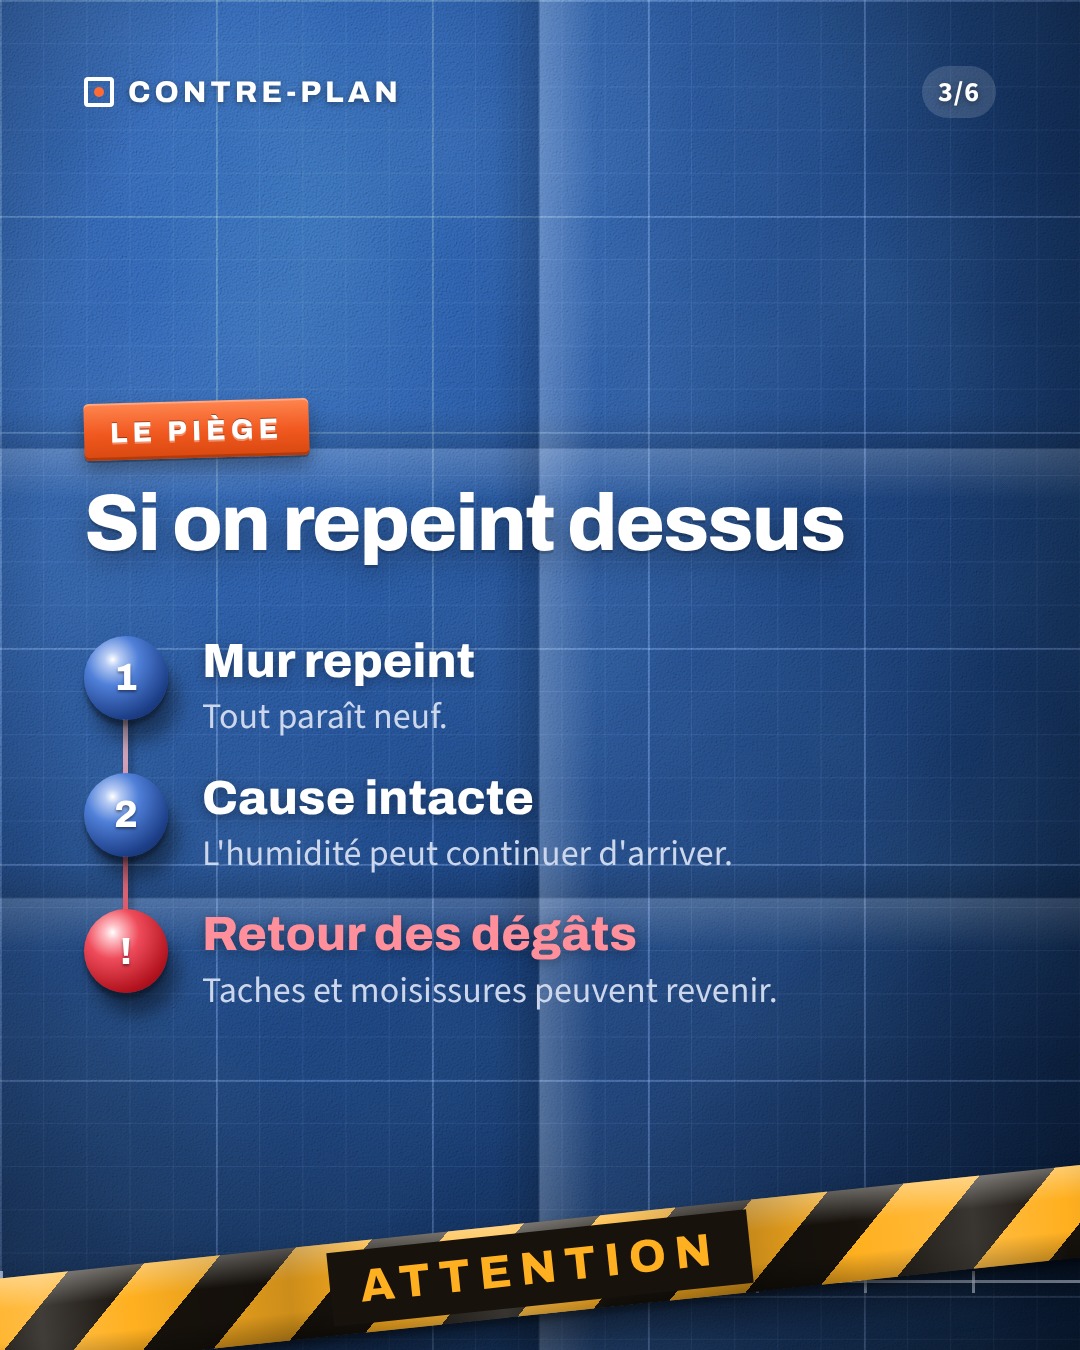 CONTRE-PLAN
3/6
LE PIÈGE
Si on repeint dessus
1
Mur repeint
Tout paraît neuf.
2
Cause intacte
L'humidité peut continuer d'arriver.
!
Retour des dégâts
Taches et moisissures peuvent revenir.
ATTENTION